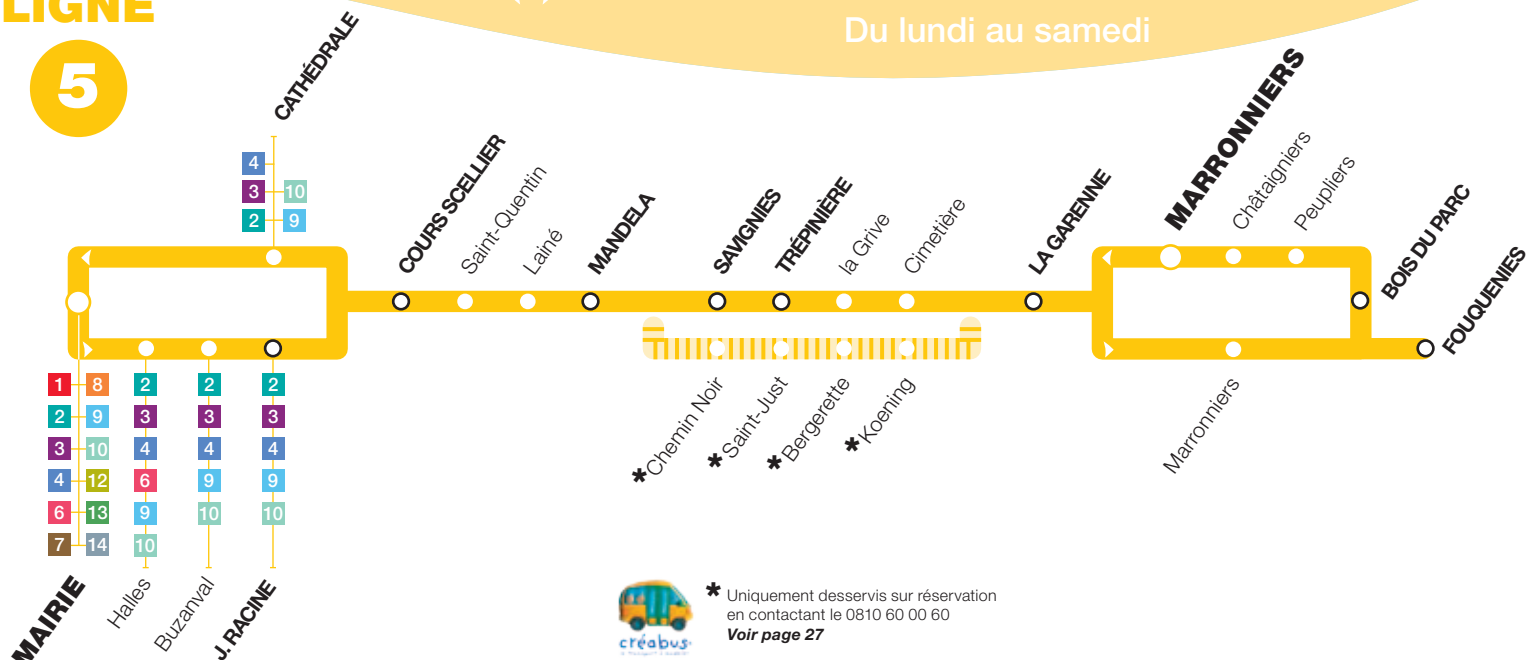 LIGNE
5
Du lundi au samedi
CATHÉDRALE
4
3 10
2 9
COURS SCELLIER
Saint-Quentin
Lainé
MANDELA
SAVIGNIES
TRÉPINIÈRE
la Grive
Cimetière
LA GARENNE
MARRONNIERS
Châtaigniers
Peupliers
BOIS DU PARC
FOUQUENIES
*Chemin Noir
*Saint-Just
*Bergerette
*Koening
Marronniers
1 8
2 9
3 10
4 12
6 13
7 14
MAIRIE
2
3
4
6
9
10
Halles
2
3
4
9
10
Buzanval
2
3
4
9
10
J. RACINE
créabus
* Uniquement desservis sur réservation
en contactant le 0810 60 00 60
Voir page 27